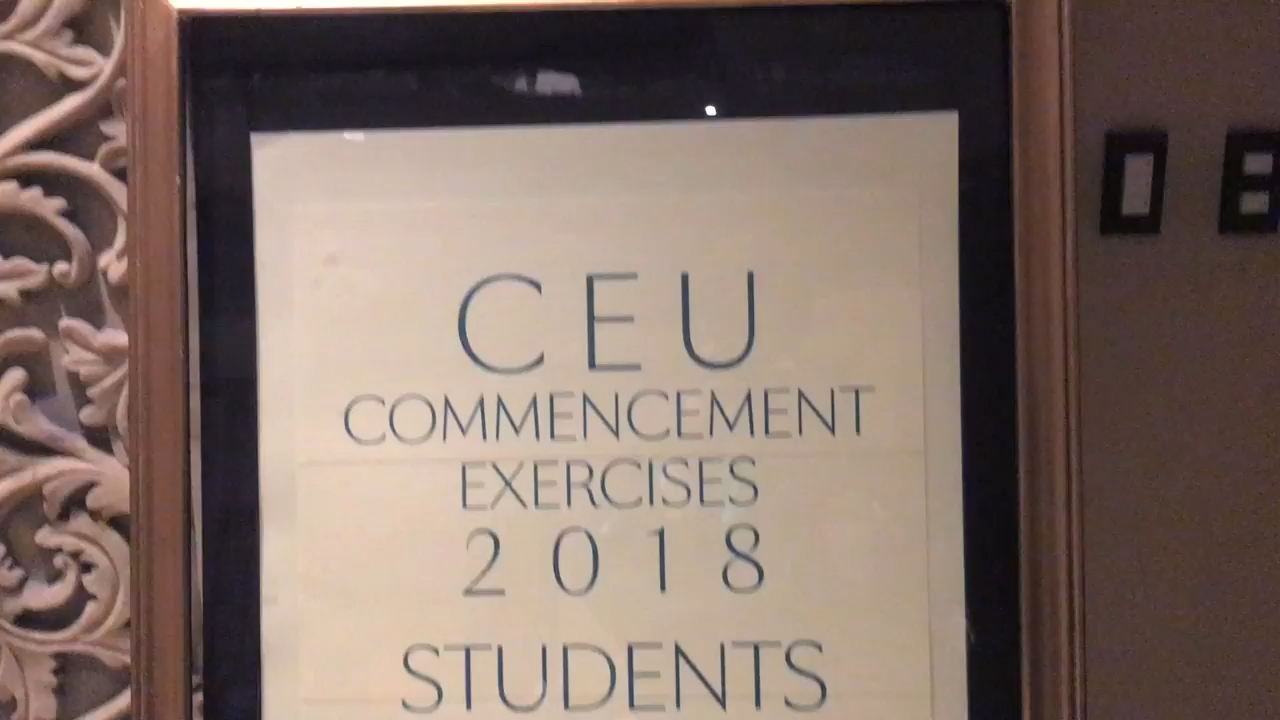 CEU
COMMENCEMENT
EXERCISES
2018
STUDENTS